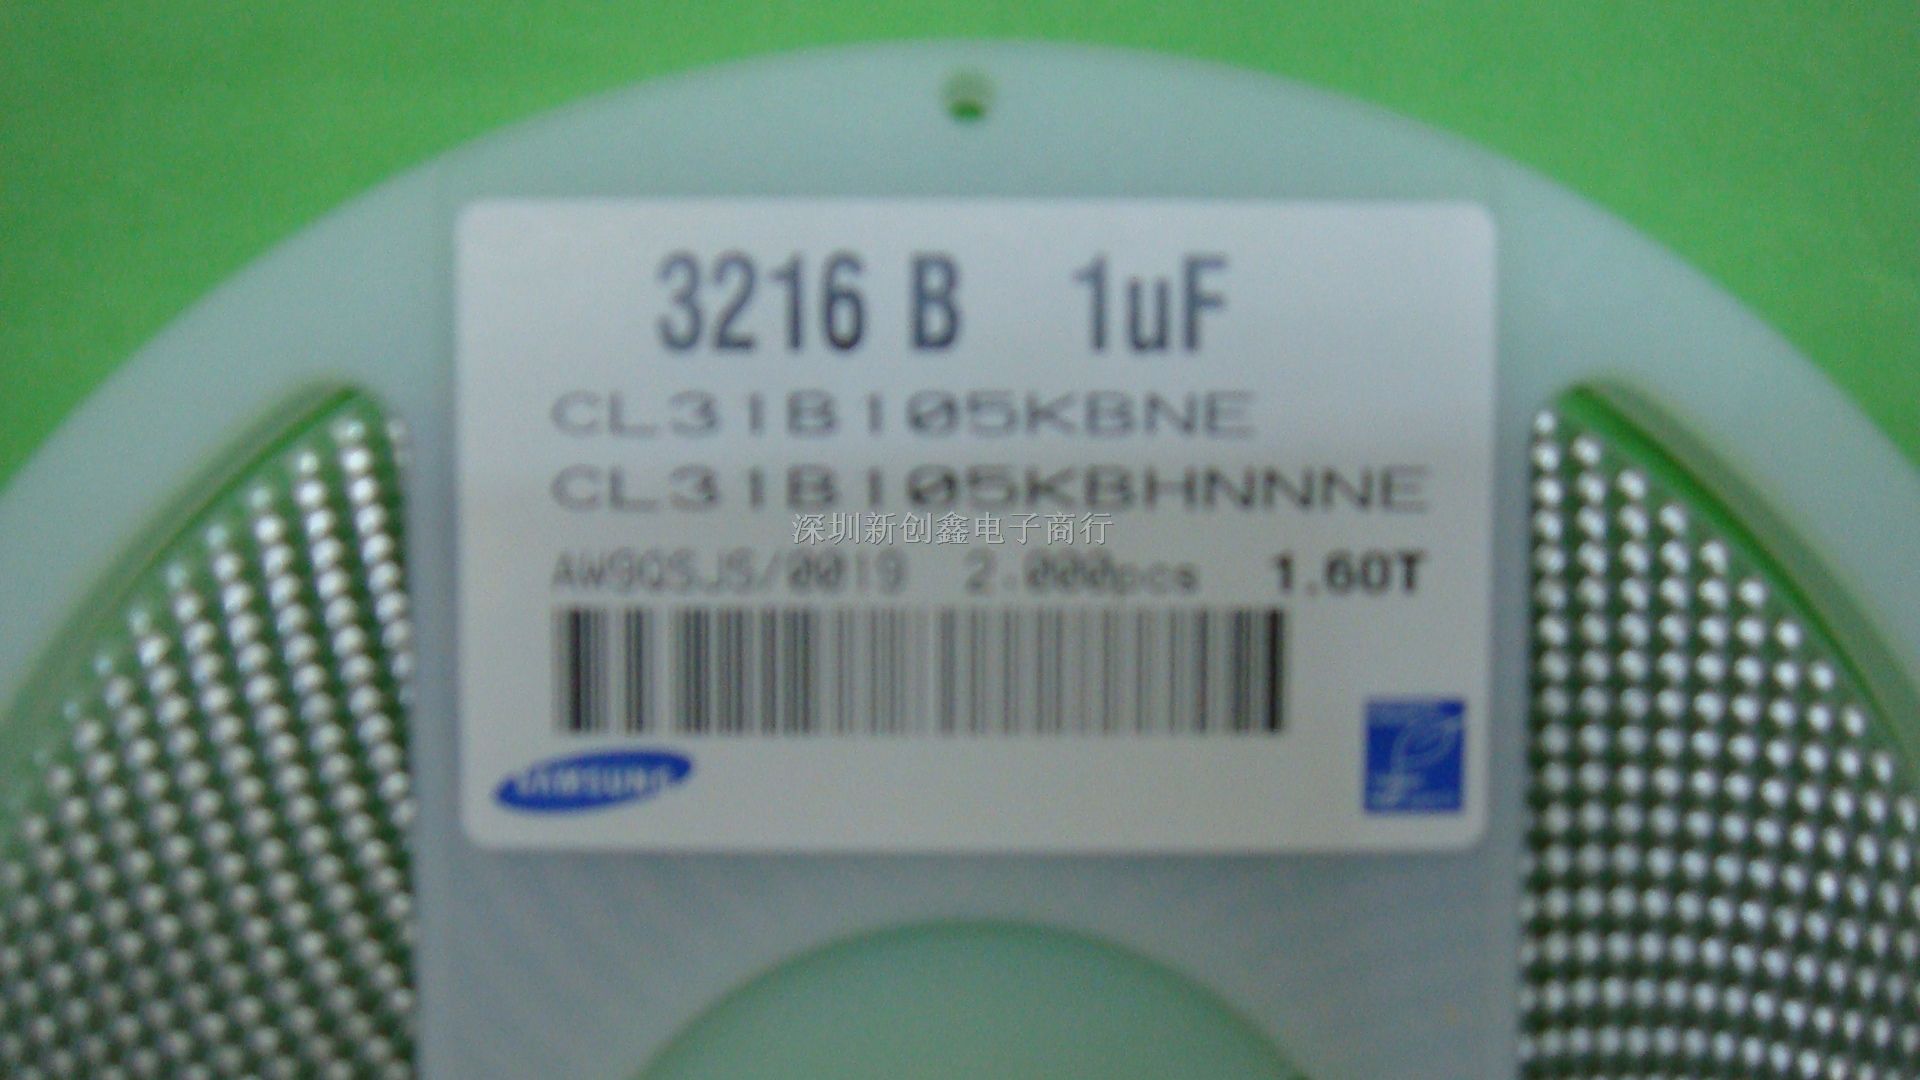 3216 B 1uF
CL31B105KBNE
CL31B105KBHNNNE
深圳新创鑫电子商行
AW9QSJS/0019 2.000pcs 1.60T
SAMSUNG